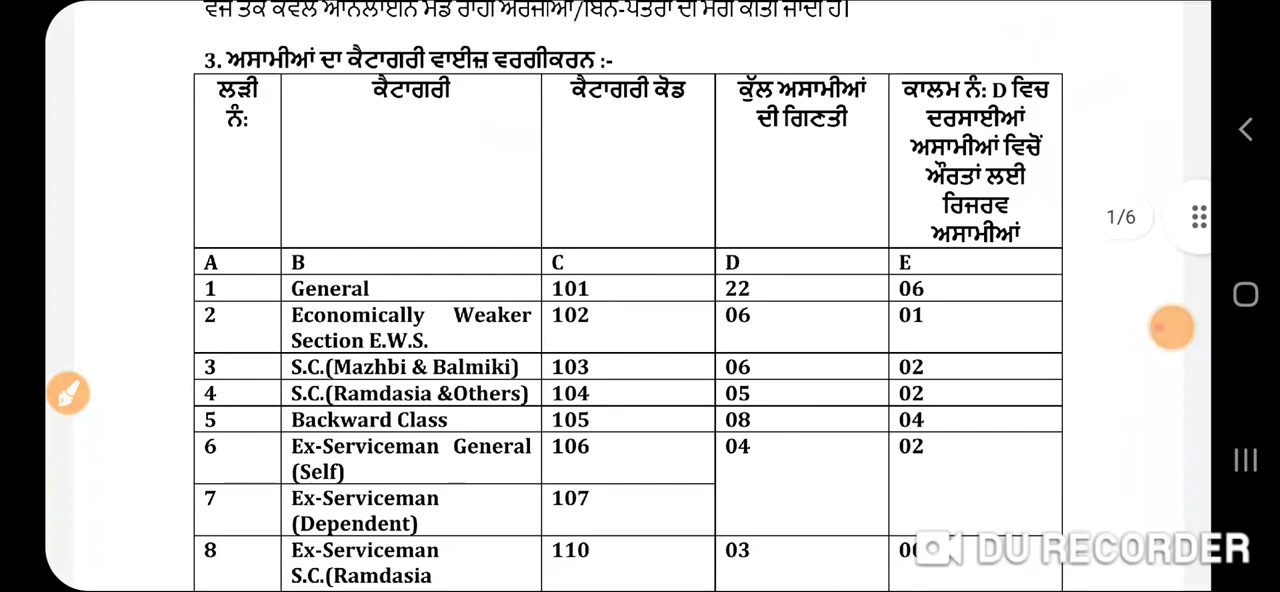 3. ਅਸਾਮੀਆਂ ਦਾ ਕੈਟਾਗਰੀ ਵਾਈਜ਼ ਵਰਗੀਕਰਨ :-
ਲੜੀ ਨੰ: ਕੈਟਾਗਰੀ ਕੈਟਾਗਰੀ ਕੋਡ ਕੁੱਲ ਅਸਾਮੀਆਂ ਦੀ ਗਿਣਤੀ ਕਾਲਮ ਨੰ: D ਵਿਚ ਦਰਸਾਈਆਂ ਅਸਾਮੀਆਂ ਵਿਚੋਂ ਔਰਤਾਂ ਲਈ ਰਿਜਰਵ ਅਸਾਮੀਆਂ
A B C D E
1 General 101 22 06
2 Economically Weaker 102 06 01
Section E.W.S.
3 S.C.(Mazhbi & Balmiki) 103 06 02
4 S.C.(Ramdasia &Others) 104 05 02
5 Backward Class 105 08 04
6 Ex-Serviceman General 106 04 02
(Self)
7 Ex-Serviceman 107
(Dependent)
8 Ex-Serviceman 110 03
S.C.(Ramdasia
1/6
DU RECORDER